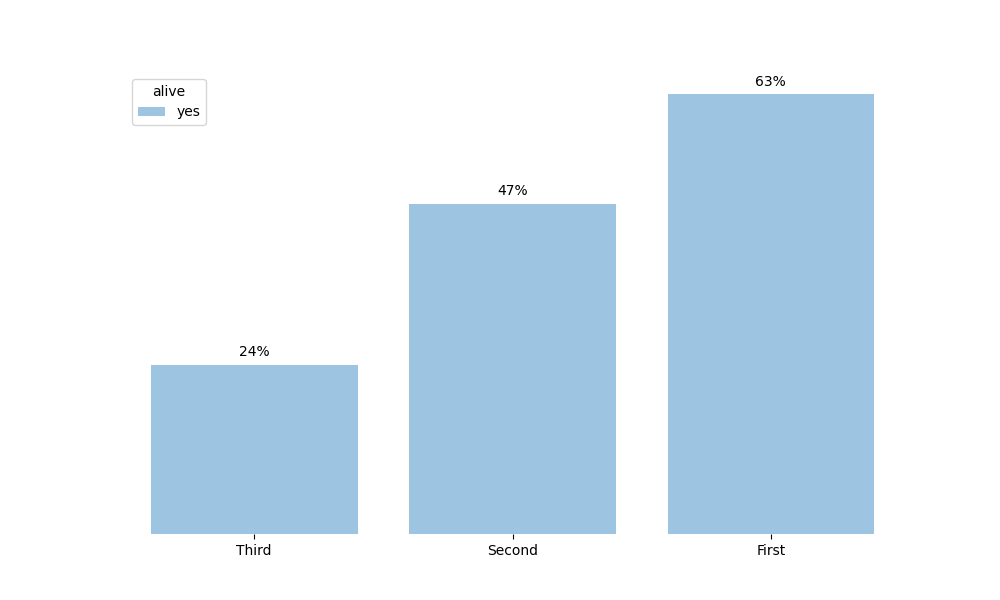 alive
yes
63%
47%
24%
Third
Second
First